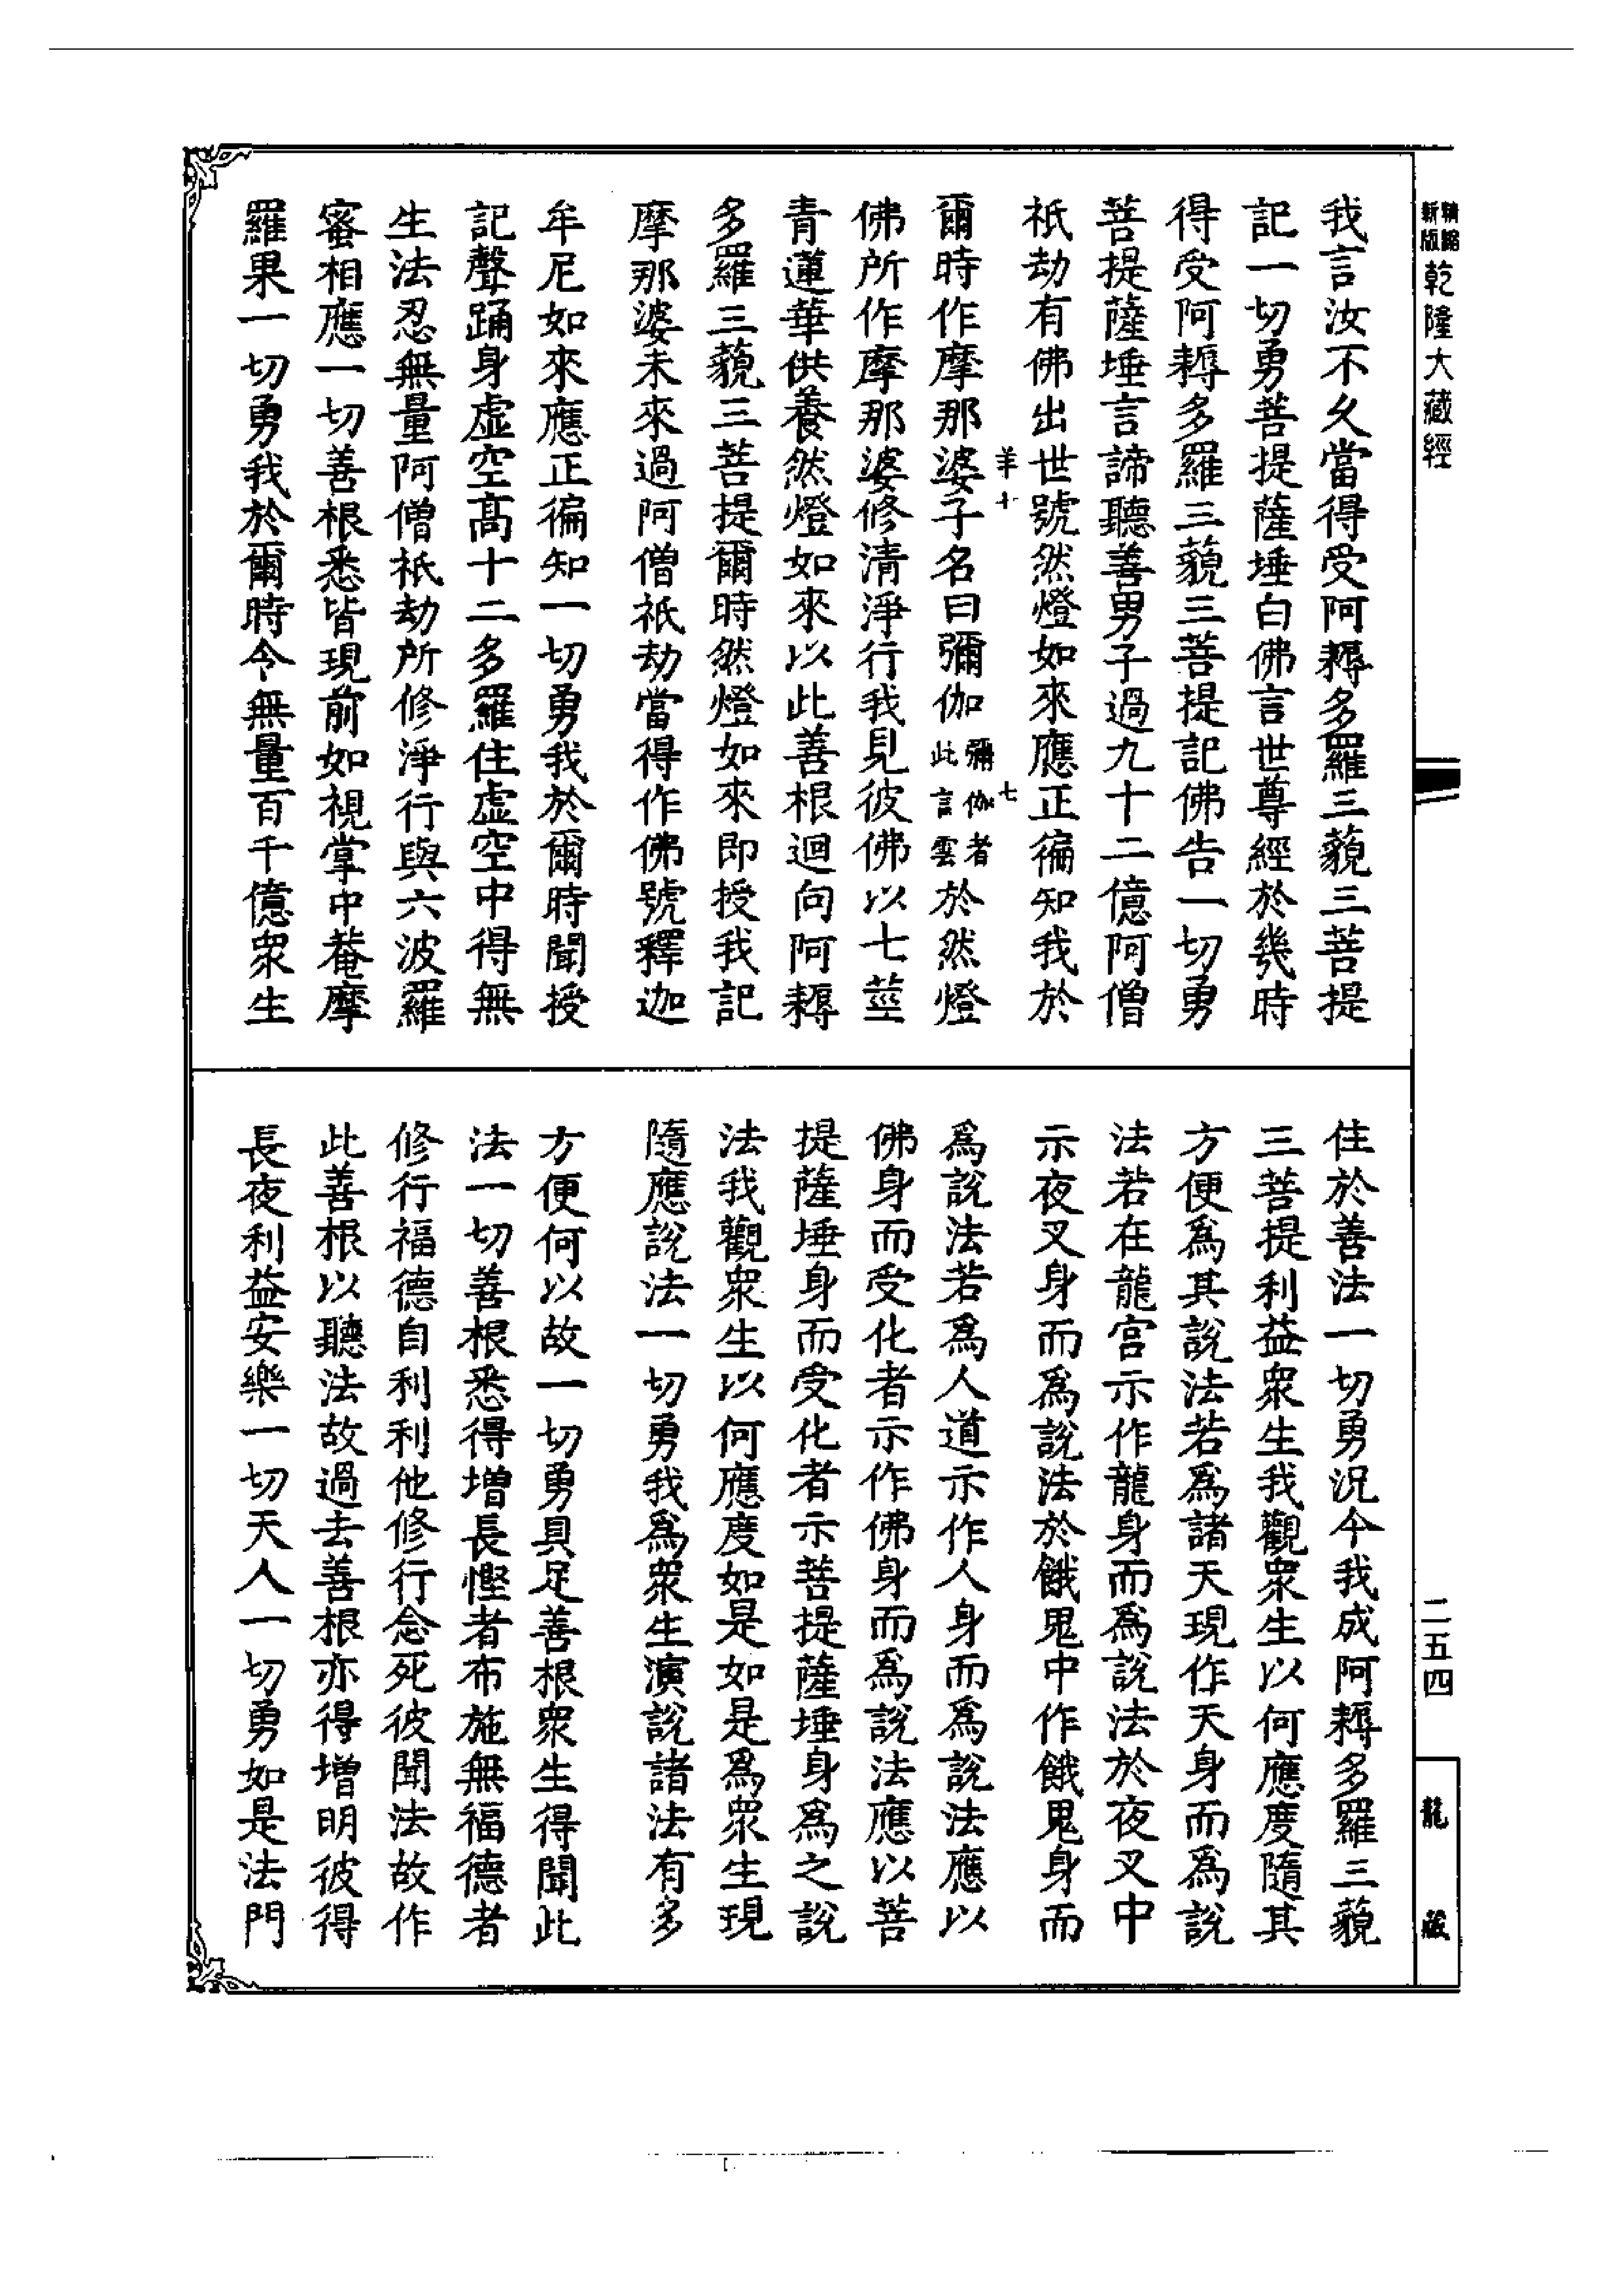 精縮新版乾隆大藏經
二五四
龍藏
我言汝不久當得受阿耨多羅三藐三菩提
記一切勇菩提薩埵白佛言世尊經於幾時
得受阿耨多羅三藐三菩提記佛告一切勇
菩提薩埵言諦聽善男子過九十二億阿僧
祇劫有佛出世號然燈如來應正徧知我於
羊十
七
爾時作摩那婆子名曰彌伽彌伽者此言雲於然燈
佛所作摩那婆修清淨行我見彼佛以七莖
青蓮華供養然燈如來以此善根迴向阿耨
多羅三藐三菩提爾時然燈如來即授我記
摩那婆未來過阿僧祇劫當得作佛號釋迦
牟尼如來應正徧知一切勇我於爾時聞授
記聲踊身虛空高十二多羅住虛空中得無
生法忍無量阿僧祇劫所修淨行與六波羅
蜜相應一切善根悉皆現前如視掌中菴摩
羅果一切勇我於爾時令無量百千億眾生
住於善法一切勇況今我成阿耨多羅三藐
三菩提利益眾生我觀眾生以何應度隨其
方便爲其說法若爲諸天現作天身而爲說
法若在龍宮示作龍身而爲說法於夜叉中
示夜叉身而爲說法於餓鬼中作餓鬼身而
爲說法若爲人道示作人身而爲說法應以
佛身而受化者示作佛身而爲說法應以菩
提薩埵身而受化者示菩提薩埵身爲之說
法我觀眾生以何應度如是如是爲眾生現
隨應說法一切勇我爲眾生演說諸法有多
方便何以故一切勇具足善根眾生得聞此
法一切善根悉得增長慳者布施無福德者
修行福德自利利他修行念死彼聞法故作
此善根以聽法故過去善根亦得增明彼得
長夜利益安樂一切天人一切勇如是法門